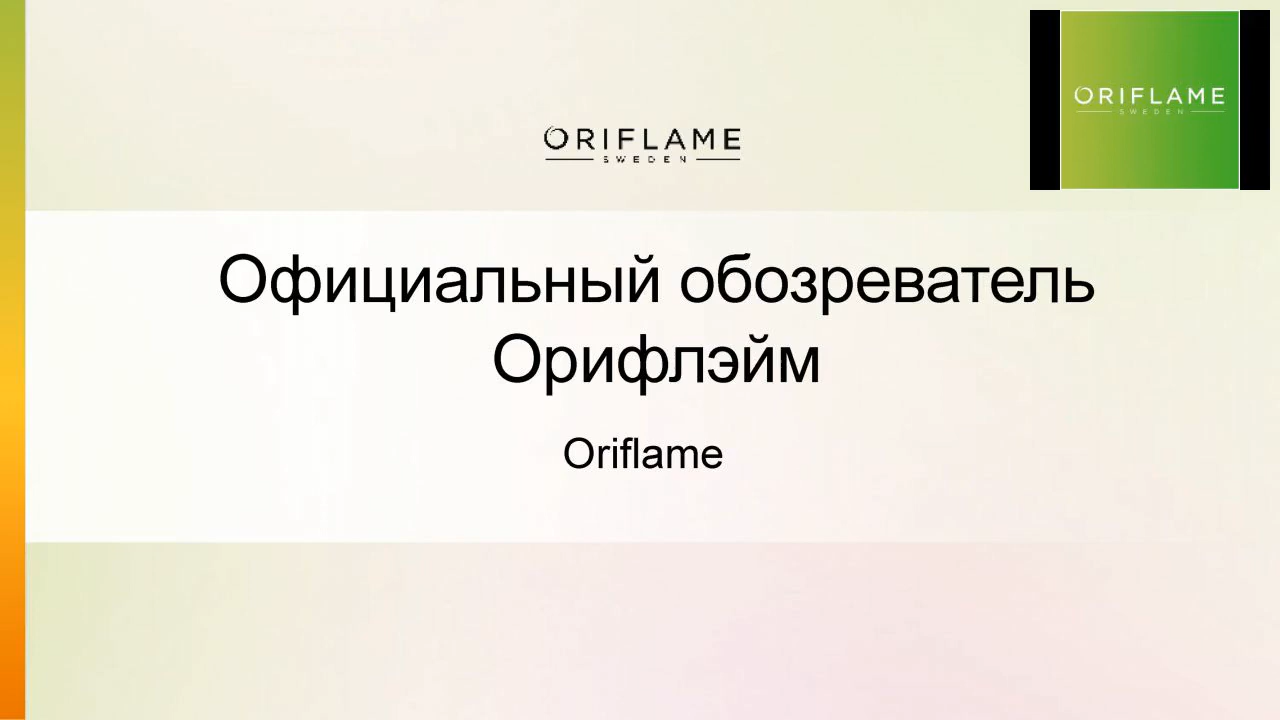 ORIFLAME
SWEDEN
ORIFLAME
SWEDEN
Официальный обозреватель
Орифлэйм
Oriflame